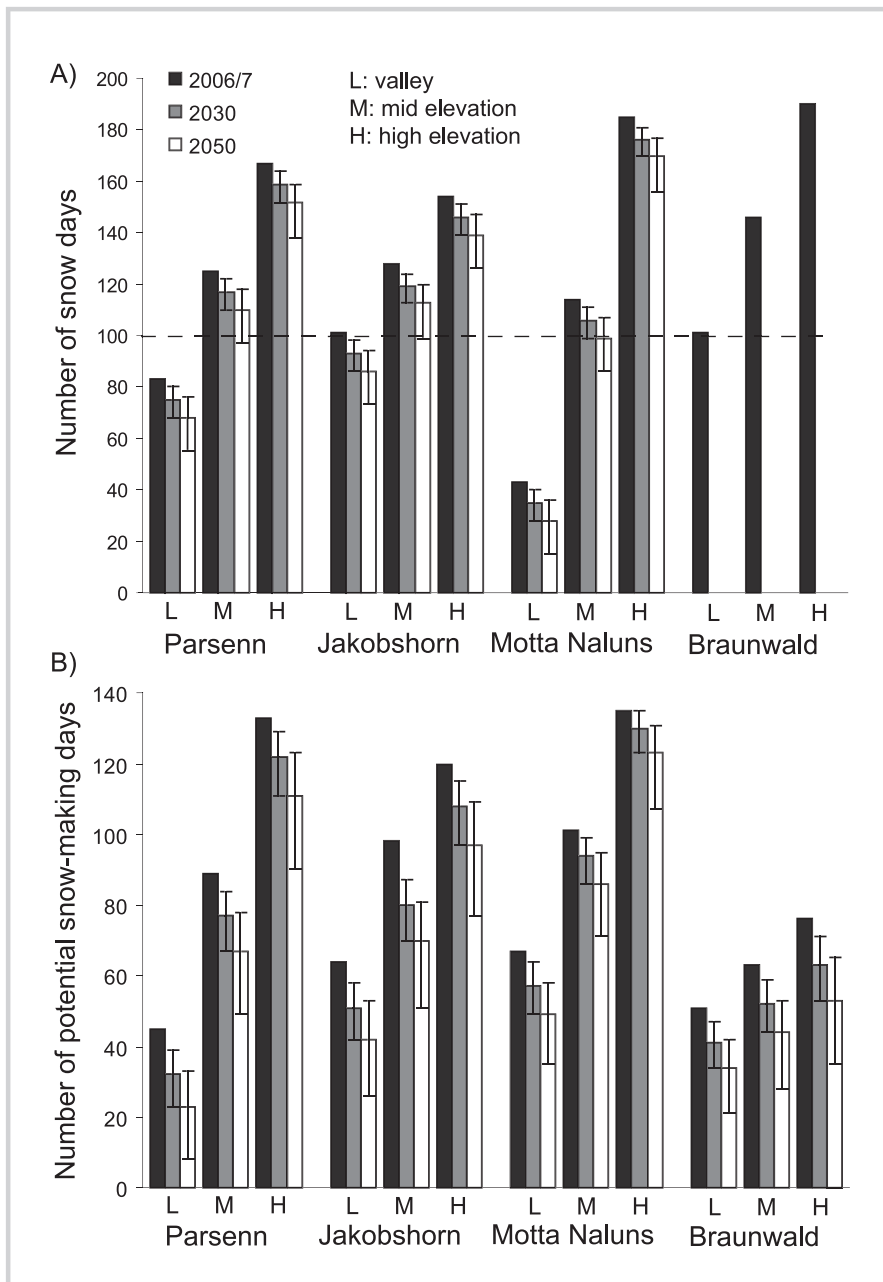 A)
2006/7
2030
2050
L: valley
M: mid elevation
H: high elevation
Number of snow days
200
180
160
140
120
100
80
60
40
20
0
L M H L M H L M H L M H
Parsenn Jakobshorn Motta Naluns Braunwald
B)
Number of potential snow-making days
140
120
100
80
60
40
20
0
L M H L M H L M H L M H
Parsenn Jakobshorn Motta Naluns Braunwald